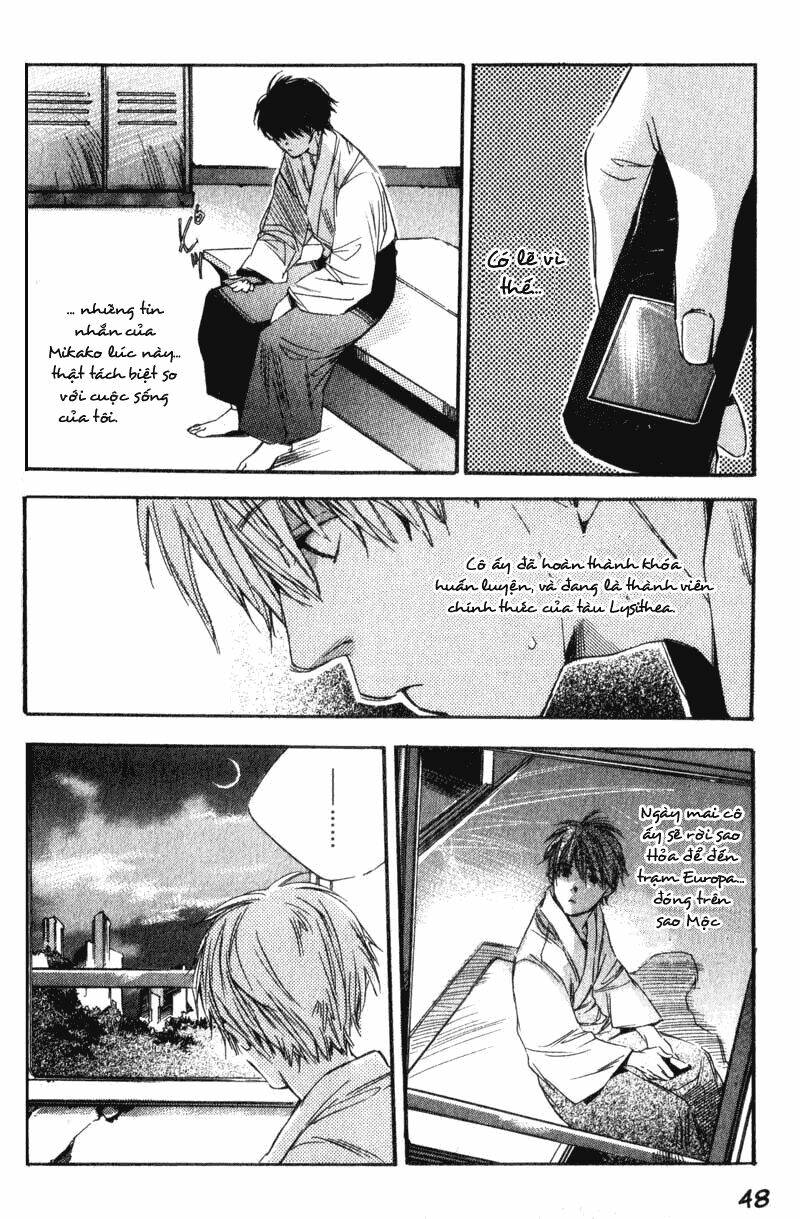 Có lẽ vì
thế...
Kỳ
... những tin
nhắn của
Mikako lúc này...
thật tách biệt so
với cuộc sống
của tôi.
Cô ấy đã hoàn thành khóa
huấn luyện, và đang là thành viên
chính thức của tàu Lysithea.
Ngày mai cô
ấy sẽ rời sao
Hỏa để đến
trạm Europa...
đóng trên
sao Mộc
48